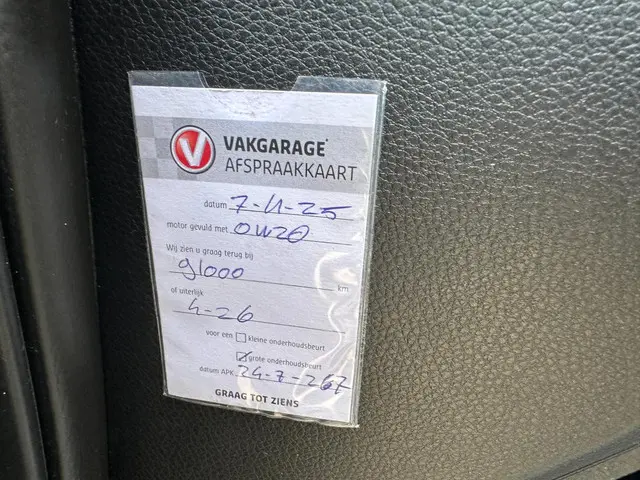 VAKGARAGE
AFSPRAAKKAART
datum 7-11-25
motor gevuld met 0W20
Wij zien u graag terug bij
91000 km
of uiterlijk
4-26
voor een kleine onderhoudsbeurt
grote onderhoudsbeurt
datum APK 24-7-267
GRAAG TOT ZIENS